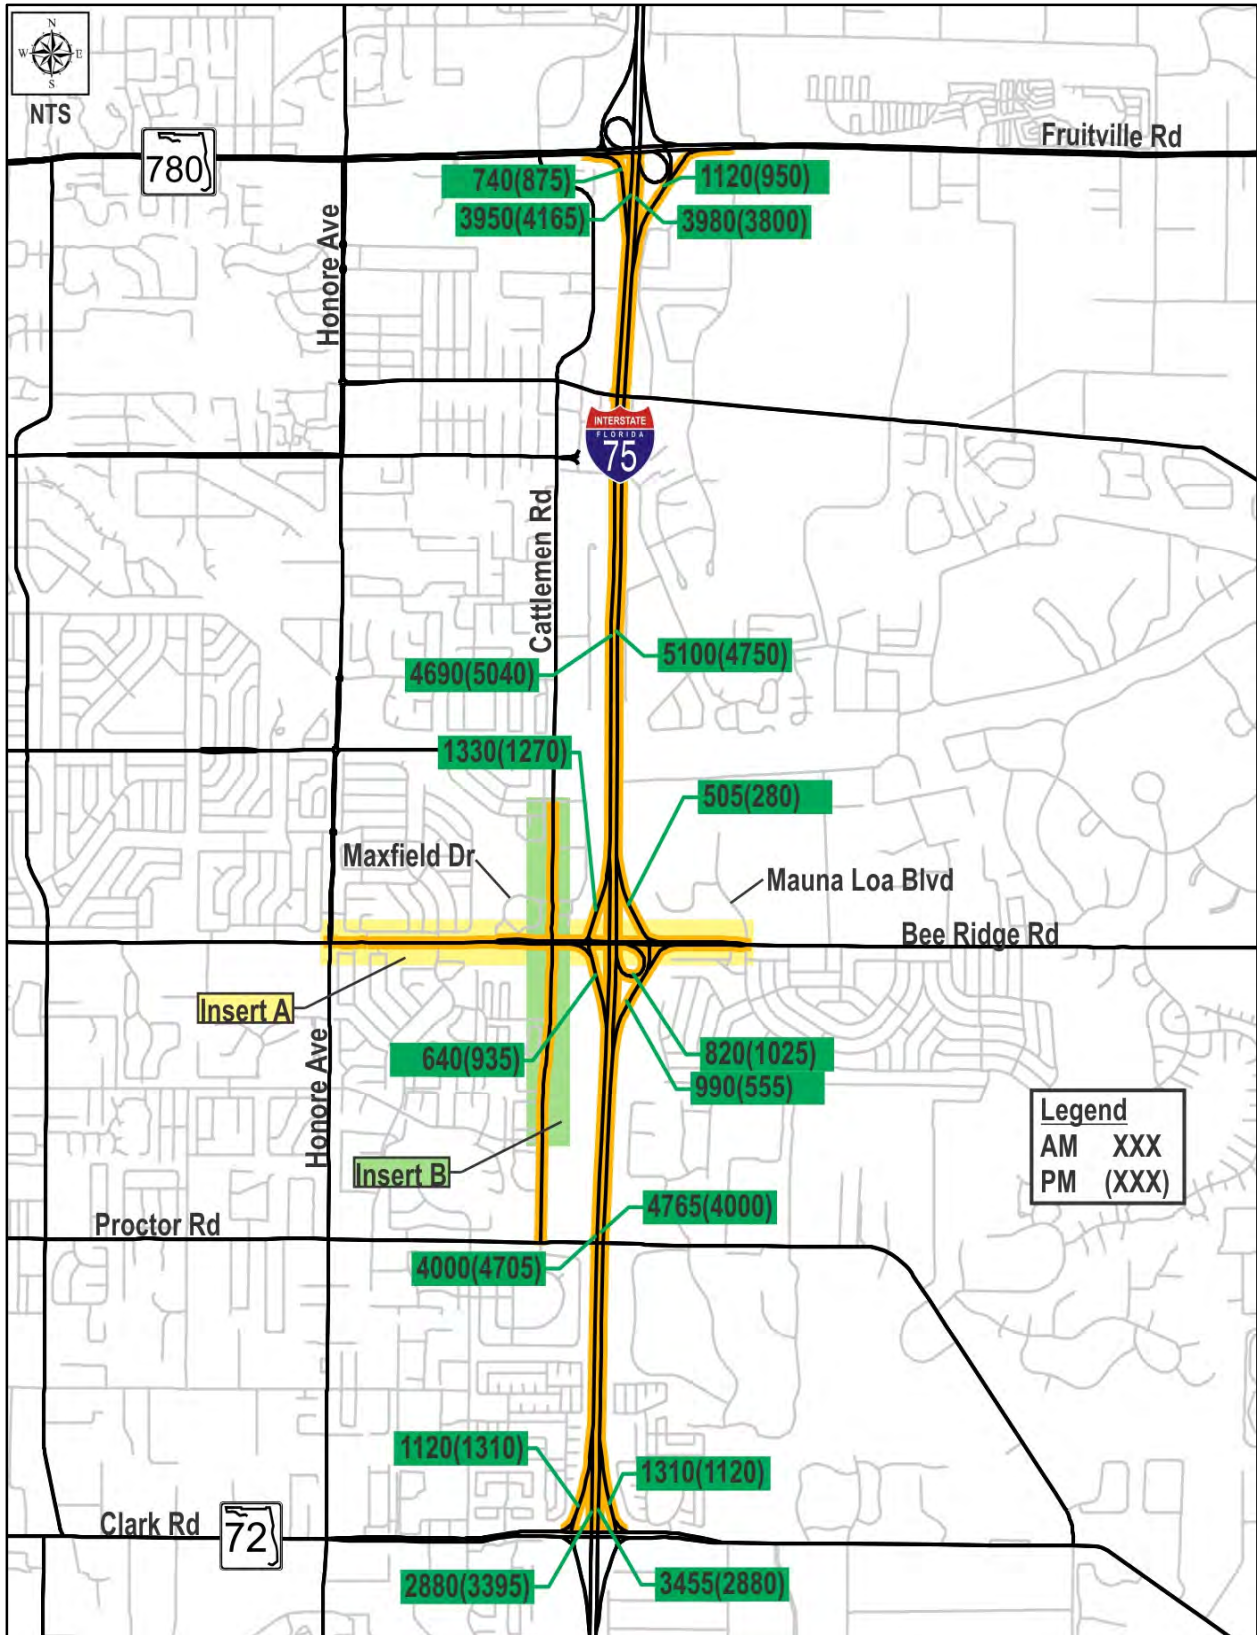 N
W E
S
NTS
780
Fruitville Rd
740(875)
1120(950)
3950(4165)
3980(3800)
Honore Ave
INTERSTATE
FLORIDA
75
Cattlemen Rd
5100(4750)
4690(5040)
1330(1270)
505(280)
Maxfield Dr
Mauna Loa Blvd
Bee Ridge Rd
Insert A
Honore Ave
640(935)
820(1025)
990(555)
Legend
AM XXX
PM (XXX)
Insert B
Proctor Rd
4765(4000)
4000(4705)
1120(1310)
1310(1120)
Clark Rd
72
2880(3395)
3455(2880)